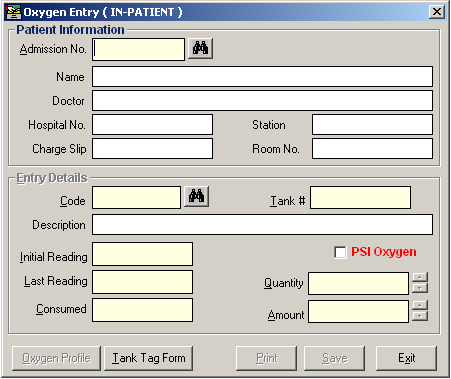 Oxygen Entry ( IN-PATIENT )
Patient Information
Admission No.
Name
Doctor
Hospital No. Station
Charge Slip Room No.
Entry Details
Code Tank #
Description
Initial Reading PSI Oxygen
Last Reading Quantity
Consumed Amount
Oxygen Profile Tank Tag Form Print Save Exit